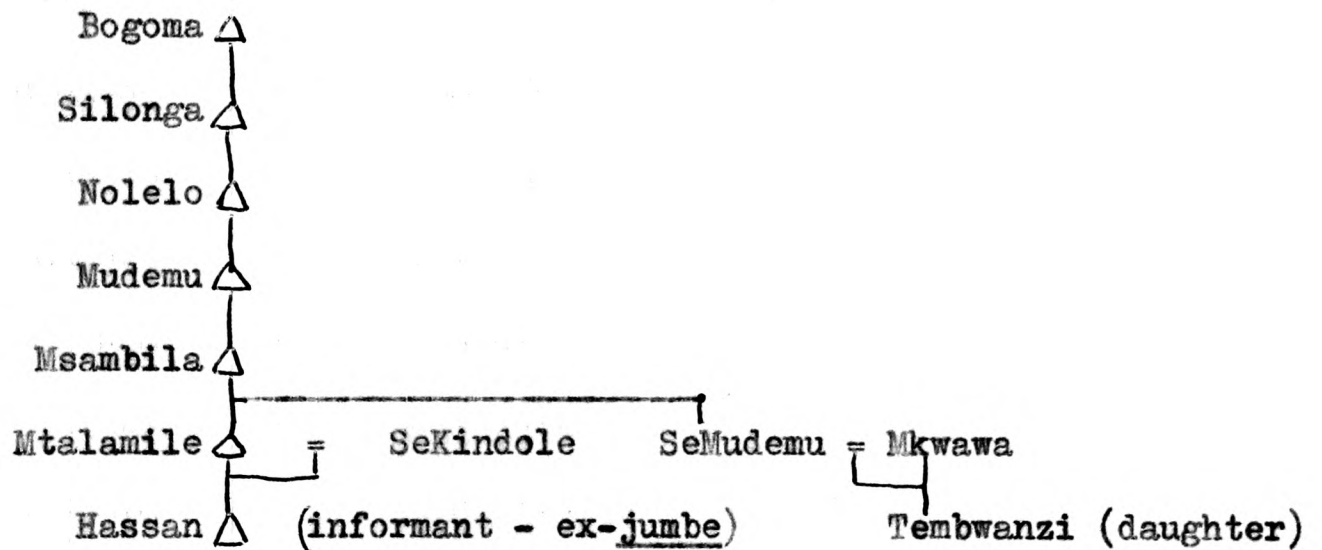 Bogoma
Silonga
Nolelo
Mudemu
Msambila
Mtalamile = SeKindole SeMudemu = Mkwawa
Hassan (informant - ex-jumbe) Tembwanzi (daughter)